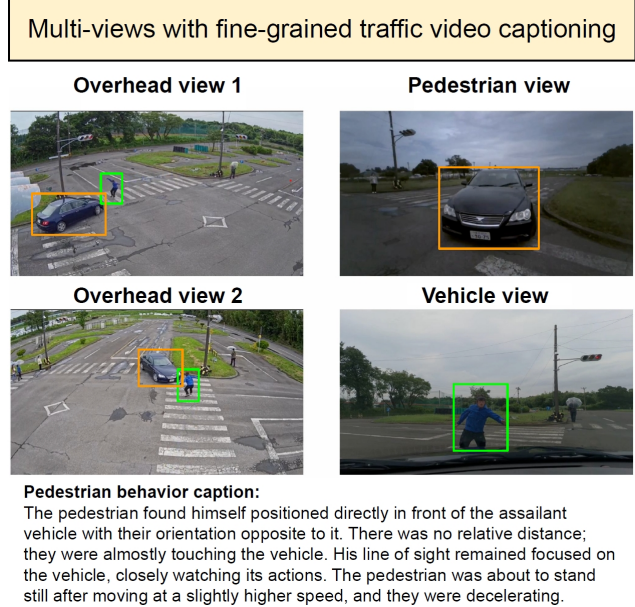 Multi-views with fine-grained traffic video captioning
Overhead view 1
Pedestrian view
Overhead view 2
Vehicle view
Pedestrian behavior caption:
The pedestrian found himself positioned directly in front of the assailant
vehicle with their orientation opposite to it. There was no relative distance;
they were almostly touching the vehicle. His line of sight remained focused on
the vehicle, closely watching its actions. The pedestrian was about to stand
still after moving at a slightly higher speed, and they were decelerating.